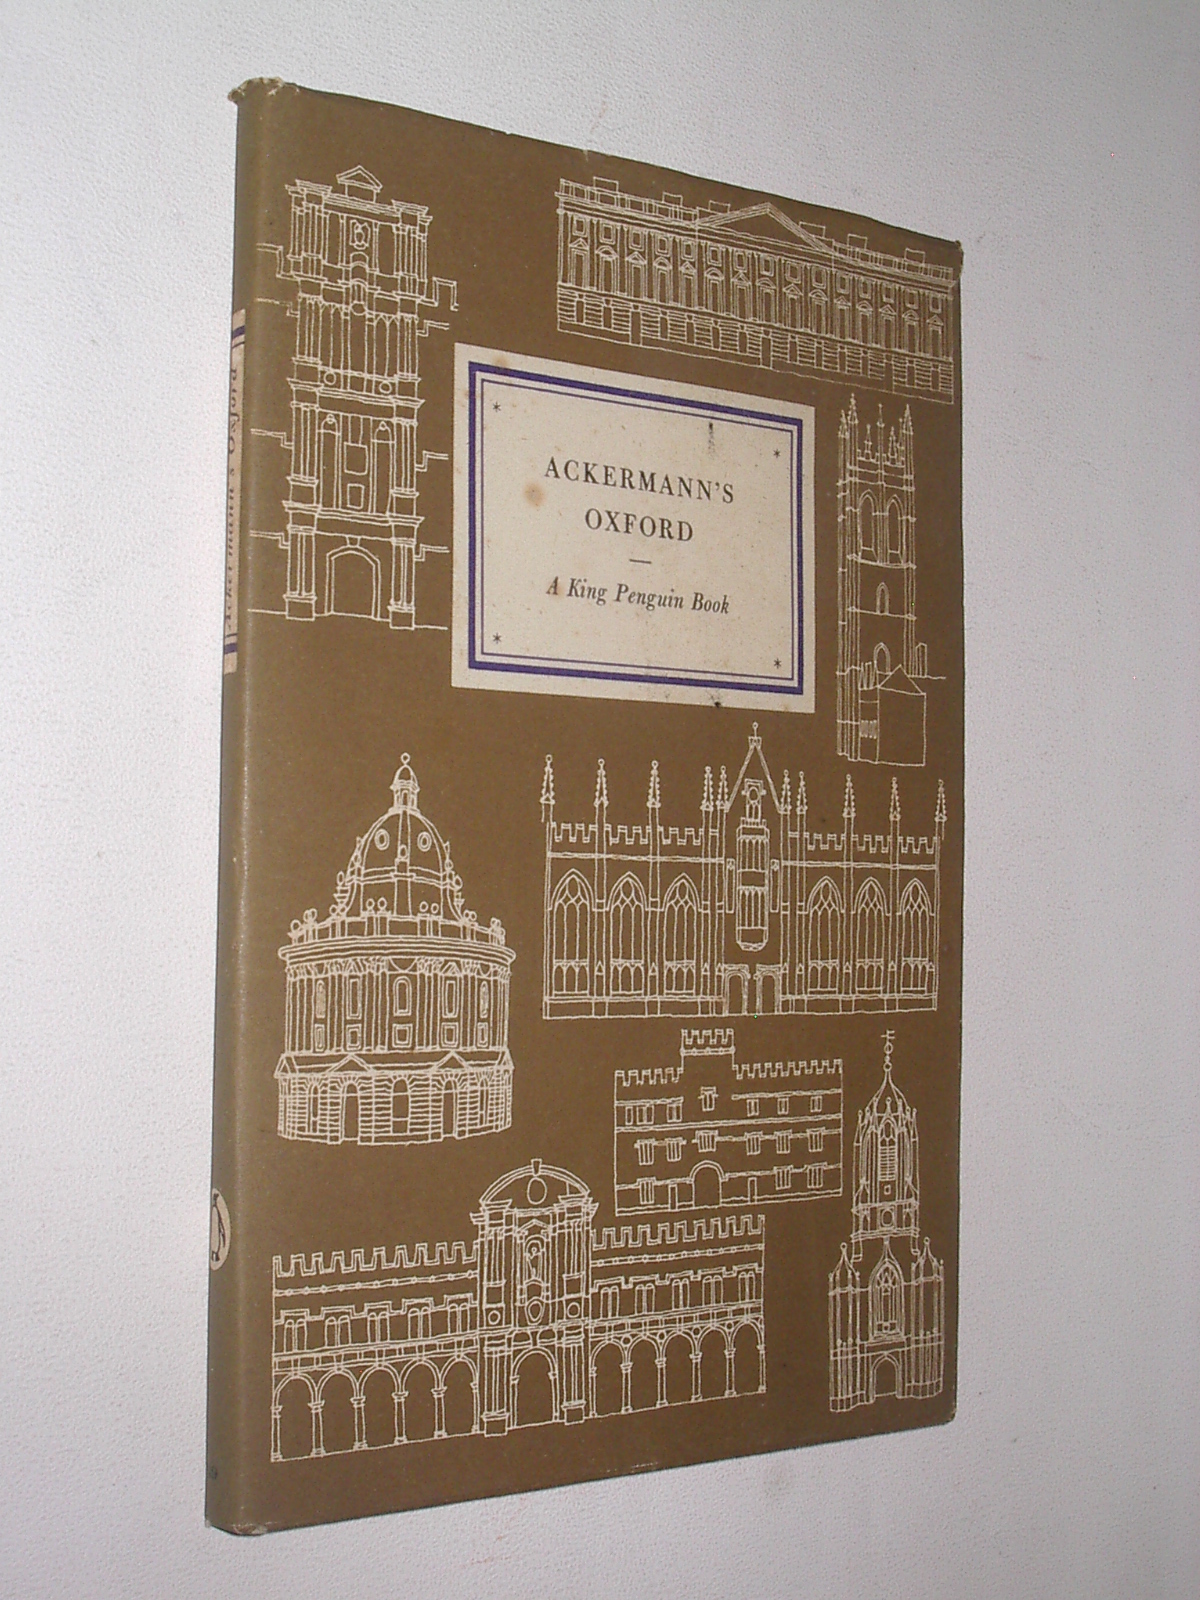 ACKERMANN'S
OXFORD
A King Penguin Book
Ackermann's Oxford